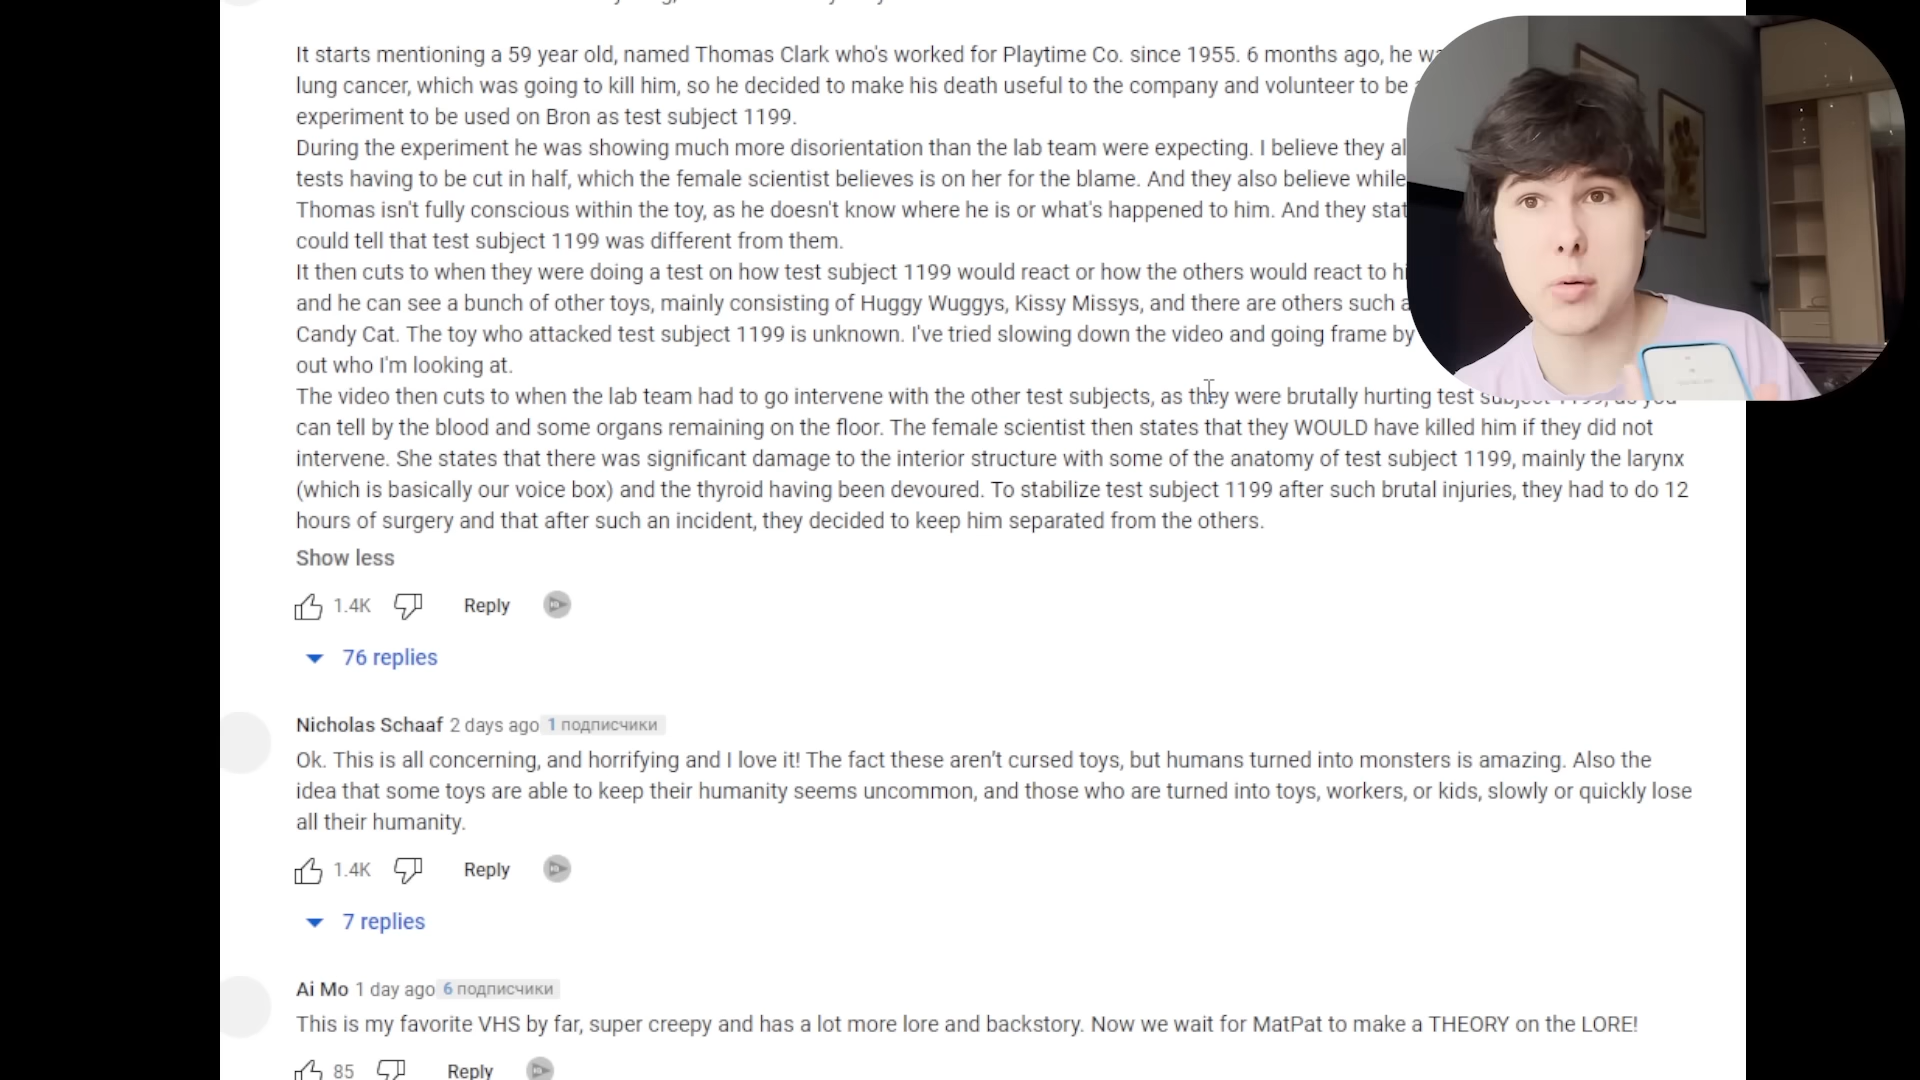 It starts mentioning a 59 year old, named Thomas Clark who's worked for Playtime Co. since 1955. 6 months ago, he
lung cancer, which was going to kill him, so he decided to make his death useful to the company and volunteer to be
experiment to be used on Bron as test subject 1199.
During the experiment he was showing much more disorientation than the lab team were expecting. I believe they
tests having to be cut in half, which the female scientist believes is on her for the blame. And they also believe while
Thomas isn't fully conscious within the toy, as he doesn't know where he is or what's happened to him. And they
could tell that test subject 1199 was different from them.
It then cuts to when they were doing a test on how test subject 1199 would react or how the others would react to
and he can see a bunch of other toys, mainly consisting of Huggy Wuggys, Kissy Missys, and there are others such
Candy Cat. The toy who attacked test subject 1199 is unknown. I've tried slowing down the video and going frame by
out who I'm looking at.
The video then cuts to when the lab team had to go intervene with the other test subjects, as they were brutally hurting test
can tell by the blood and some organs remaining on the floor. The female scientist then states that they WOULD have killed him if they did not
intervene. She states that there was significant damage to the interior structure with some of the anatomy of test subject 1199, mainly the larynx
(which is basically our voice box) and the thyroid having been devoured. To stabilize test subject 1199 after such brutal injuries, they had to do 12
hours of surgery and that after such an incident, they decided to keep him separated from the others.
Show less
1.4K Reply
76 replies
Nicholas Schaaf 2 days ago 1 подписчики
Ok. This is all concerning, and horrifying and I love it! The fact these aren't cursed toys, but humans turned into monsters is amazing. Also the
idea that some toys are able to keep their humanity seems uncommon, and those who are turned into toys, workers, or kids, slowly or quickly lose
all their humanity.
1.4K Reply
7 replies
Ai Mo 1 day ago 6 подписчики
This is my favorite VHS by far, super creepy and has a lot more lore and backstory. Now we wait for MatPat to make a THEORY on the LORE!
85 Reply